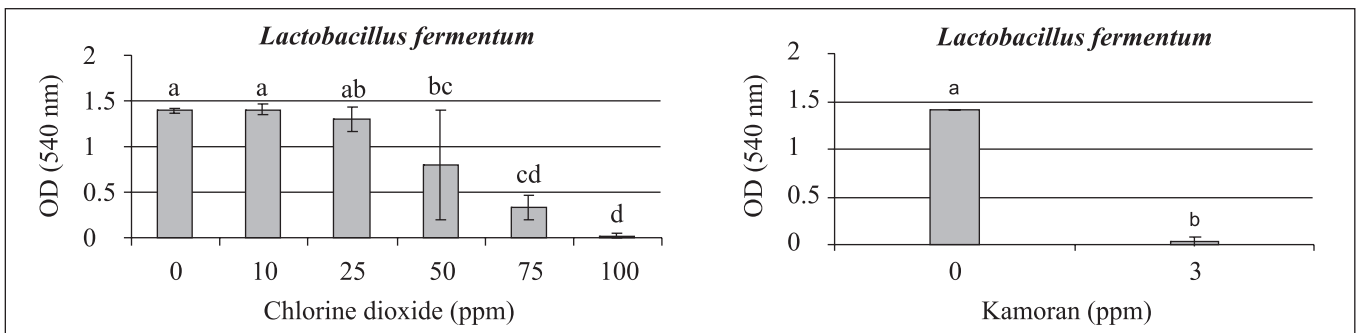 Lactobacillus fermentum
2
1.5
1
0.5
0
OD (540 nm)
a a ab bc cd d
0 10 25 50 75 100
Chlorine dioxide (ppm)
Lactobacillus fermentum
2
1.5
1
0.5
0
OD (540 nm)
a b
0 3
Kamoran (ppm)